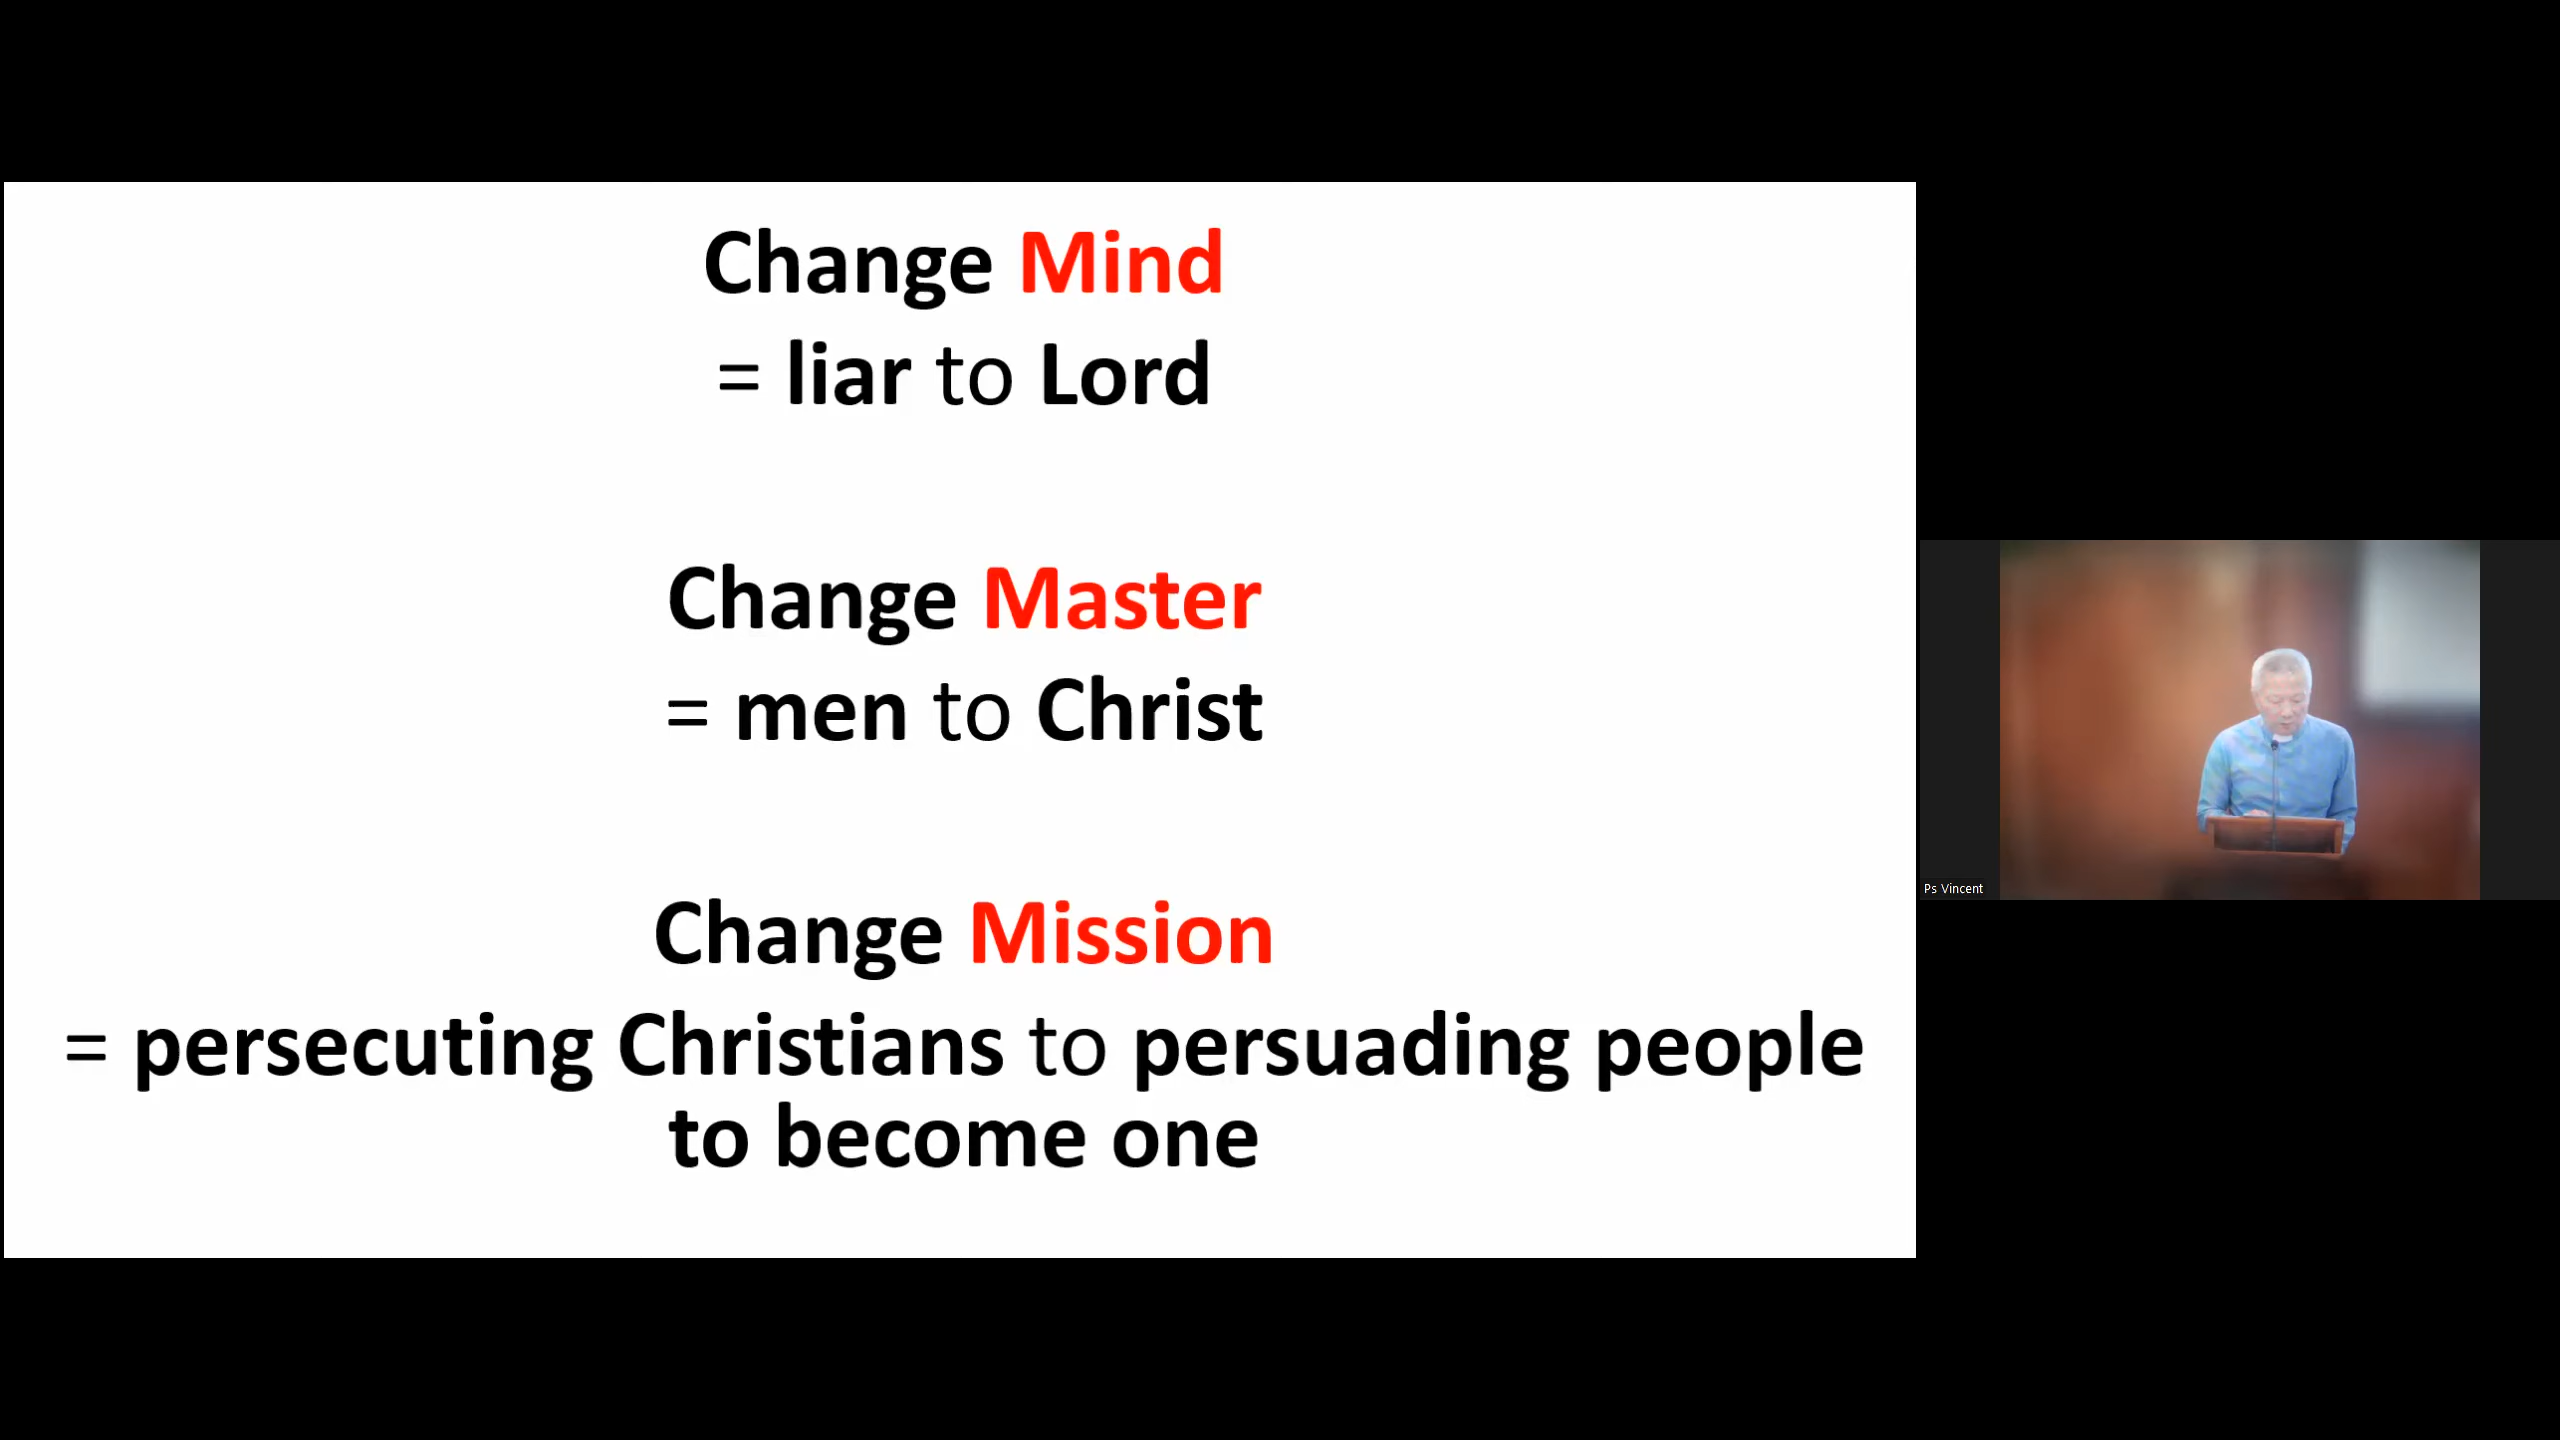 Change Mind
= liar to Lord
Change Master
= men to Christ
Change Mission
= persecuting Christians to persuading people
to become one
Ps Vincent